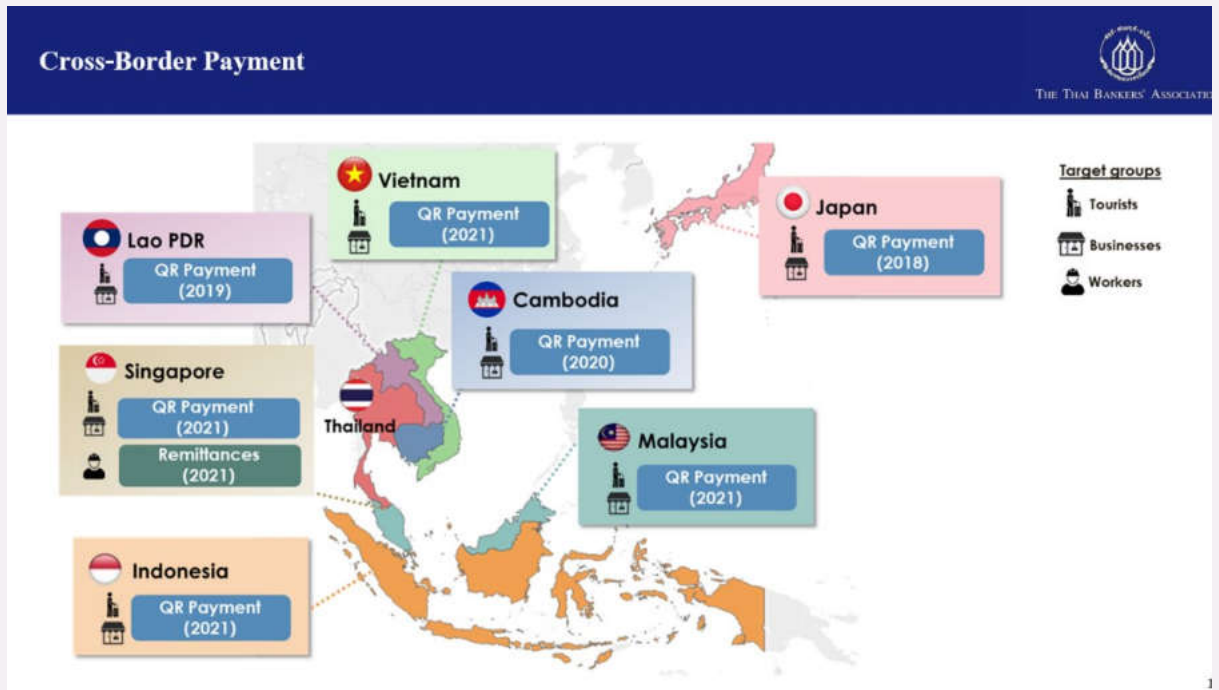 Cross-Border Payment
THE THAI BANKERS' ASSOCIATIO
Vietnam
QR Payment
(2021)
Lao PDR
QR Payment
(2019)
Japan
QR Payment
(2018)
Target groups
Tourists
Businesses
Workers
Cambodia
QR Payment
(2020)
Singapore
QR Payment
(2021)
Remittances
(2021)
Thailand
Malaysia
QR Payment
(2021)
Indonesia
QR Payment
(2021)
1